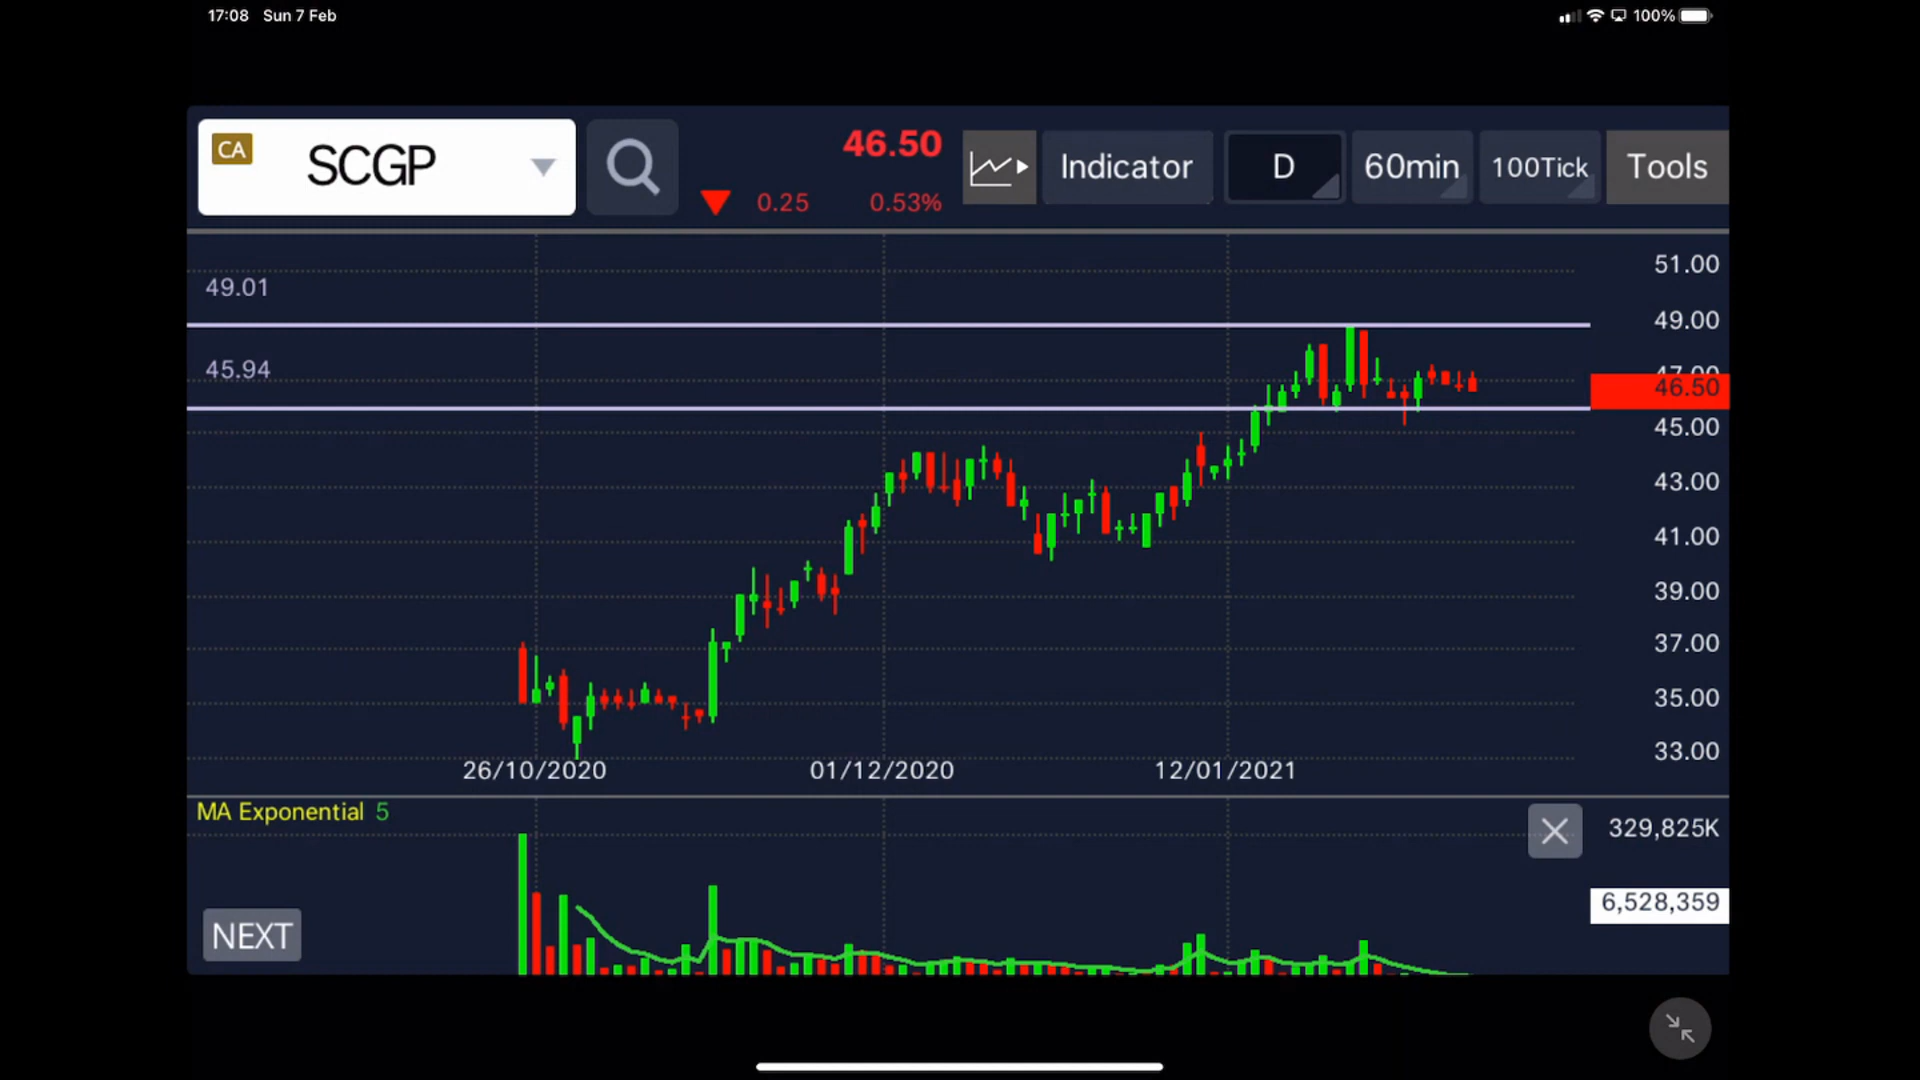 17:08 Sun 7 Feb
100%
CA
SCGP
46.50
0.25 0.53%
Indicator
D
60min
100Tick
Tools
51.00
49.01
49.00
45.94
47.00
46.50
45.00
43.00
41.00
39.00
37.00
35.00
33.00
26/10/2020 01/12/2020 12/01/2021
MA Exponential 5
329,825K
6,528,359
NEXT